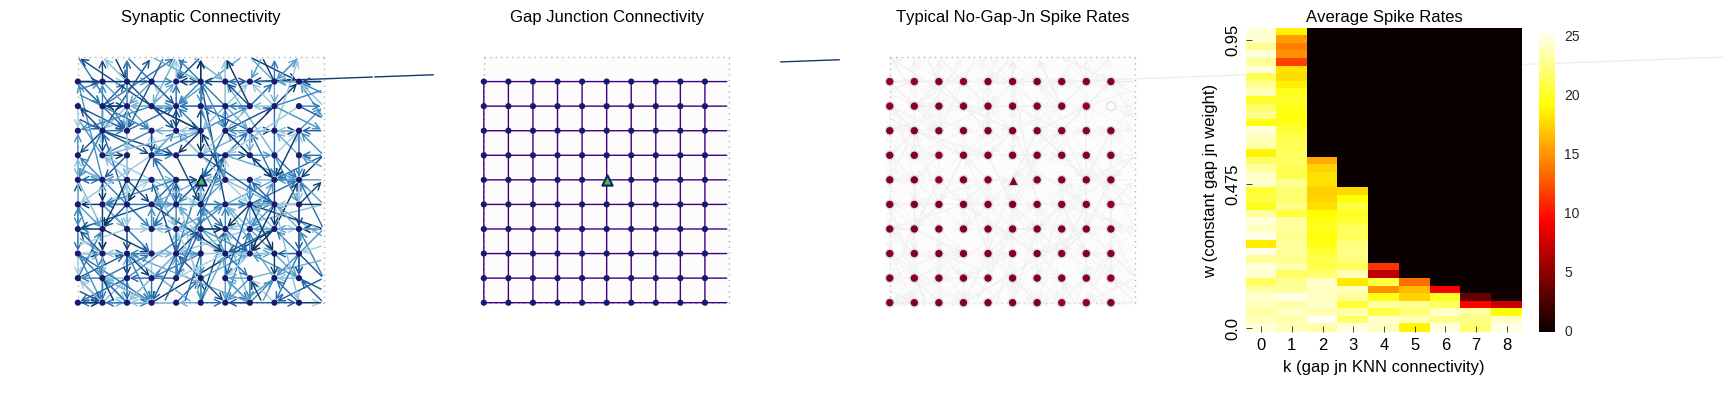 Synaptic Connectivity
Gap Junction Connectivity
Typical No-Gap-Jn Spike Rates
Average Spike Rates
w (constant gap jn weight)
0.95
0.475
0.0
0 1 2 3 4 5 6 7 8
k (gap jn KNN connectivity)
25
20
15
10
5
0